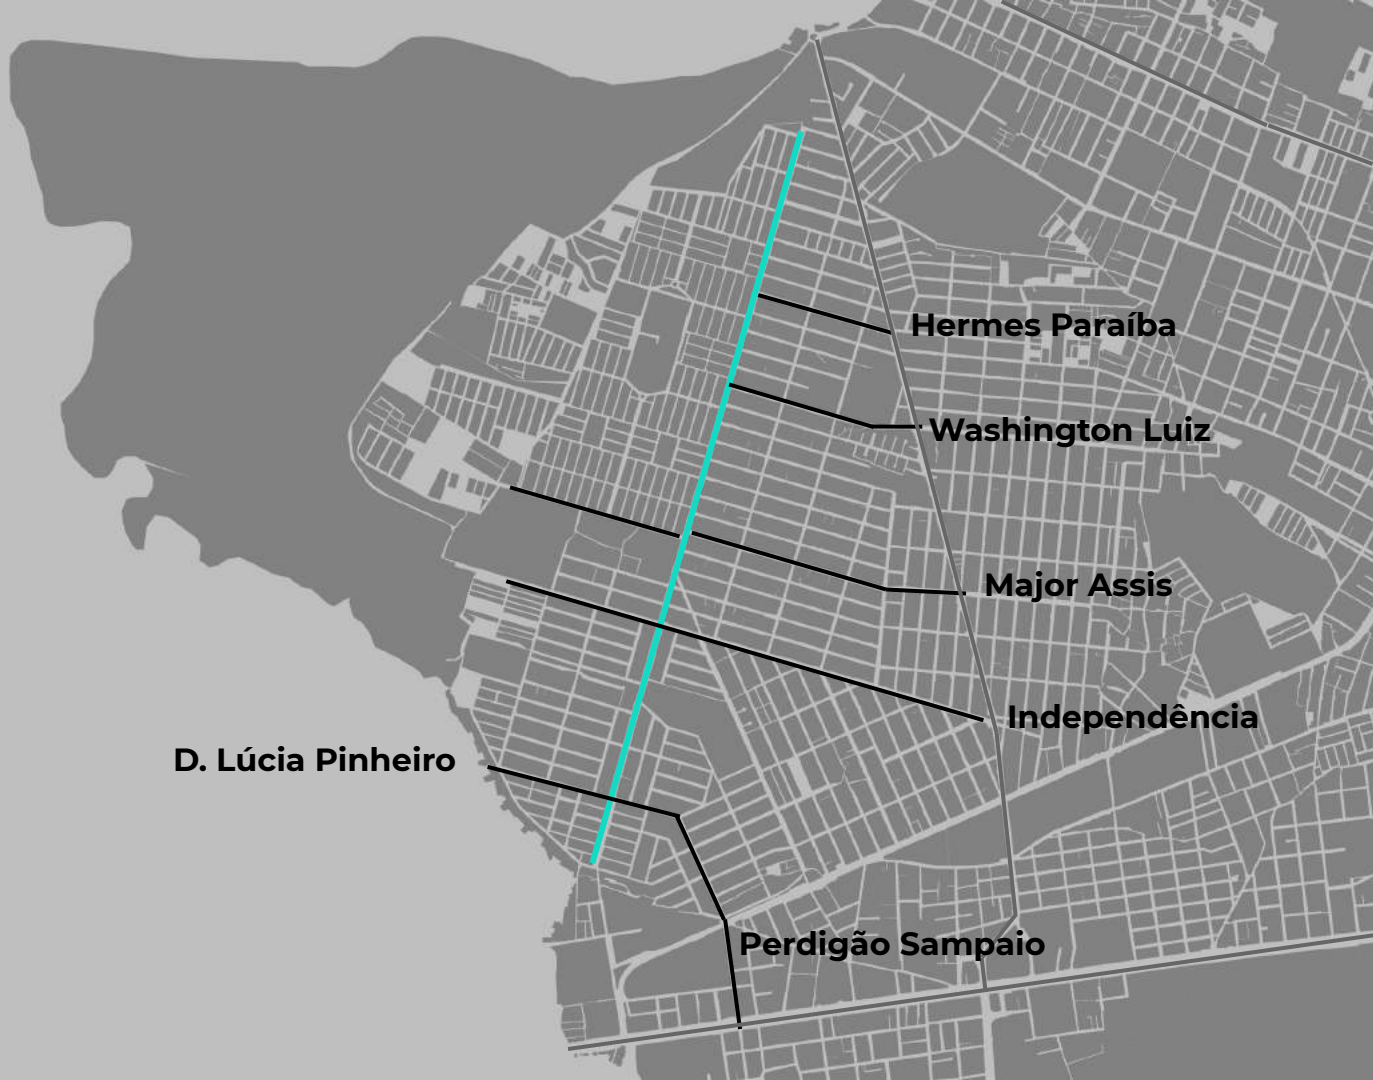 Hermes Paraíba
Washington Luiz
Major Assis
Independência
D. Lúcia Pinheiro
Perdigão Sampaio